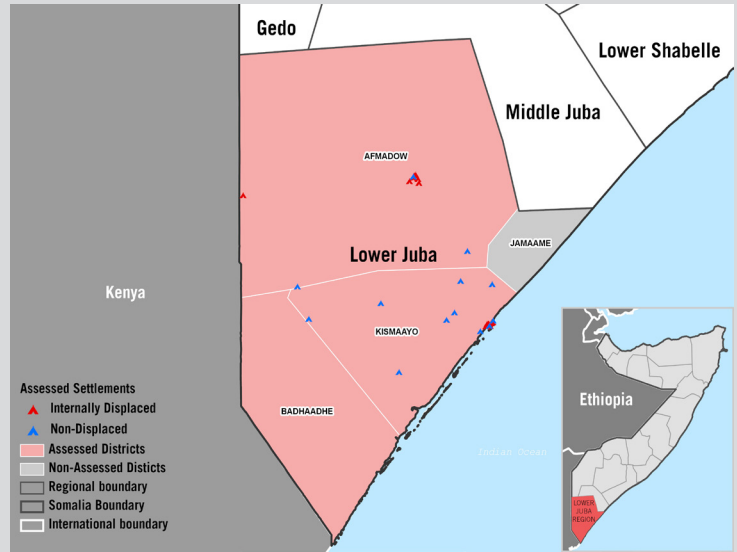 Gedo
Lower Shabelle
Middle Juba
AFMADOW
JAMAAME
Lower Juba
Kenya
KISMAAYO
BADHAADHE
Indian Ocean
Assessed Settlements
Internally Displaced
Non-Displaced
Assessed Districts
Non-Assessed Disticts
Regional boundary
Somalia Boundary
International boundary
Ethiopia
LOWER
JUBA
REGION